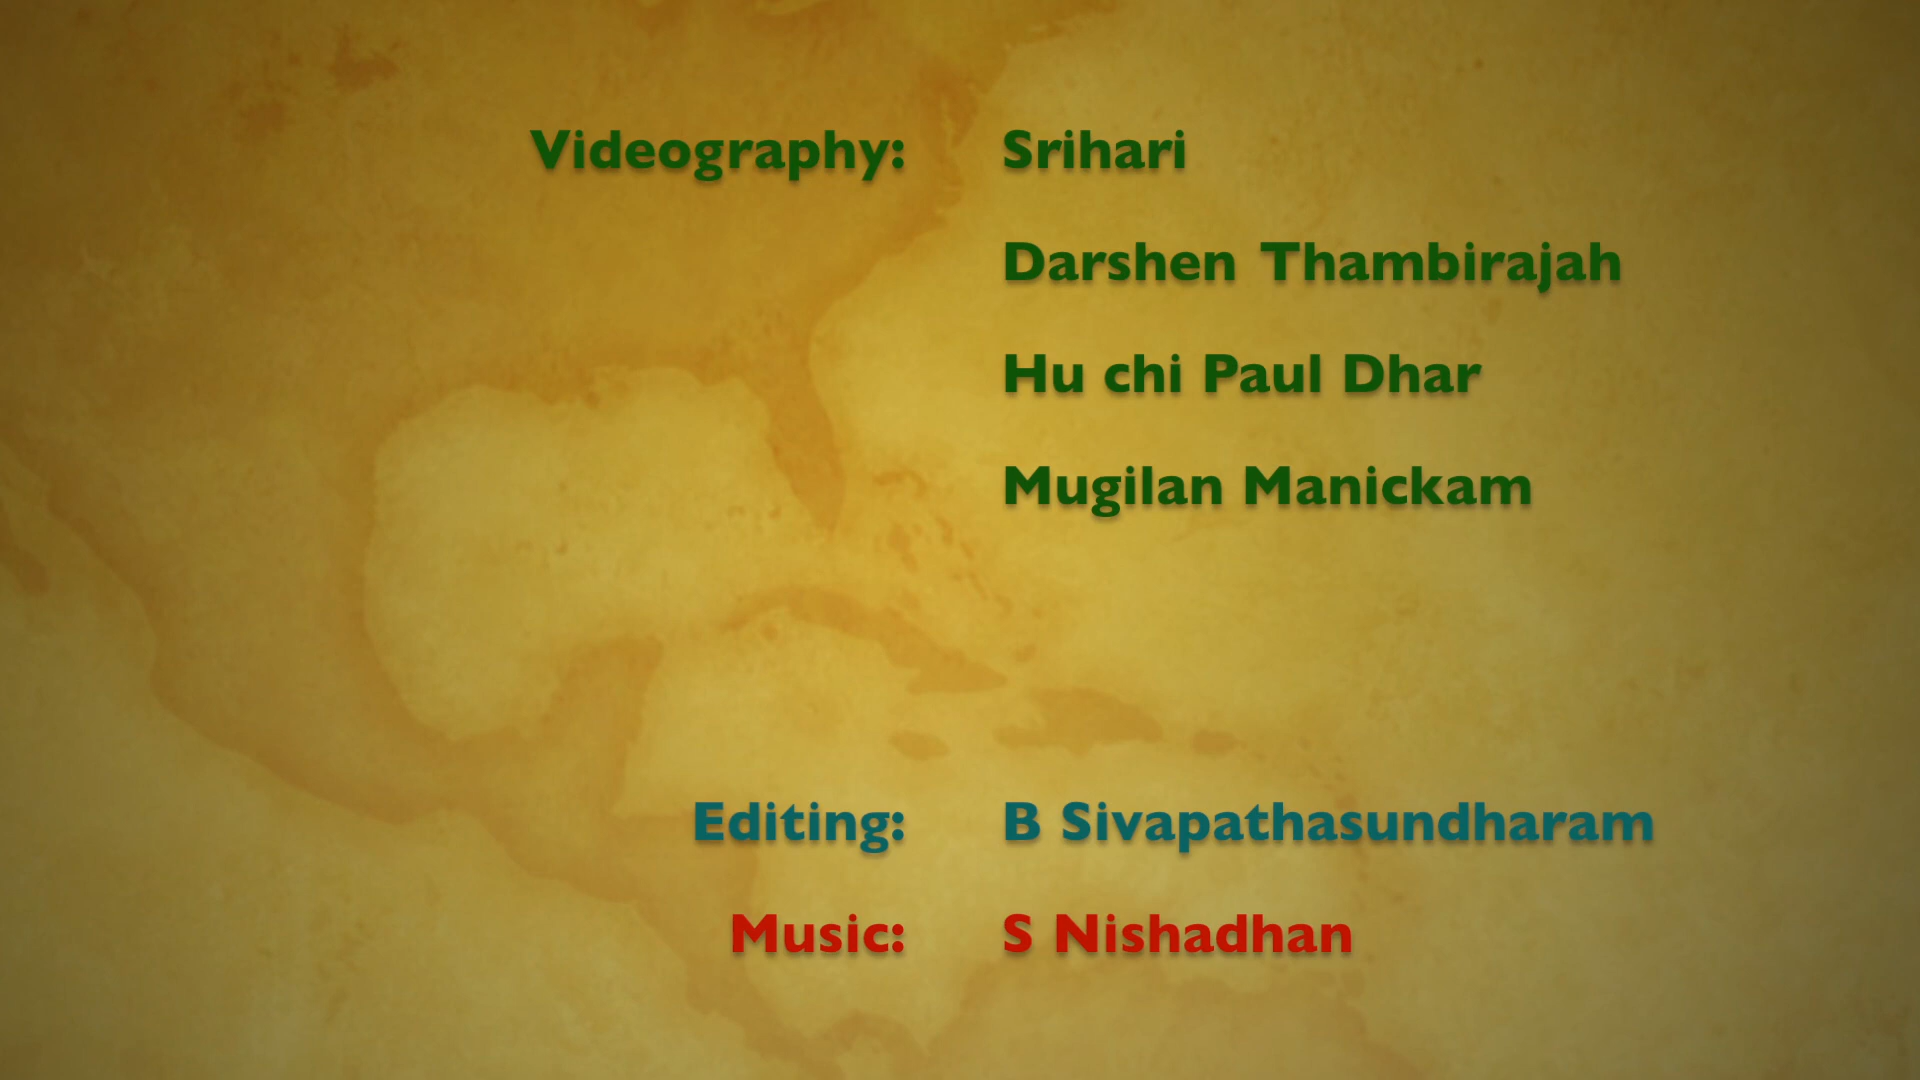 Videography: Srihari
Darshen Thambirajah
Hu chi Paul Dhar
Mugilan Manickam
Editing: B Sivapathasundharam
Music: S Nishadhan